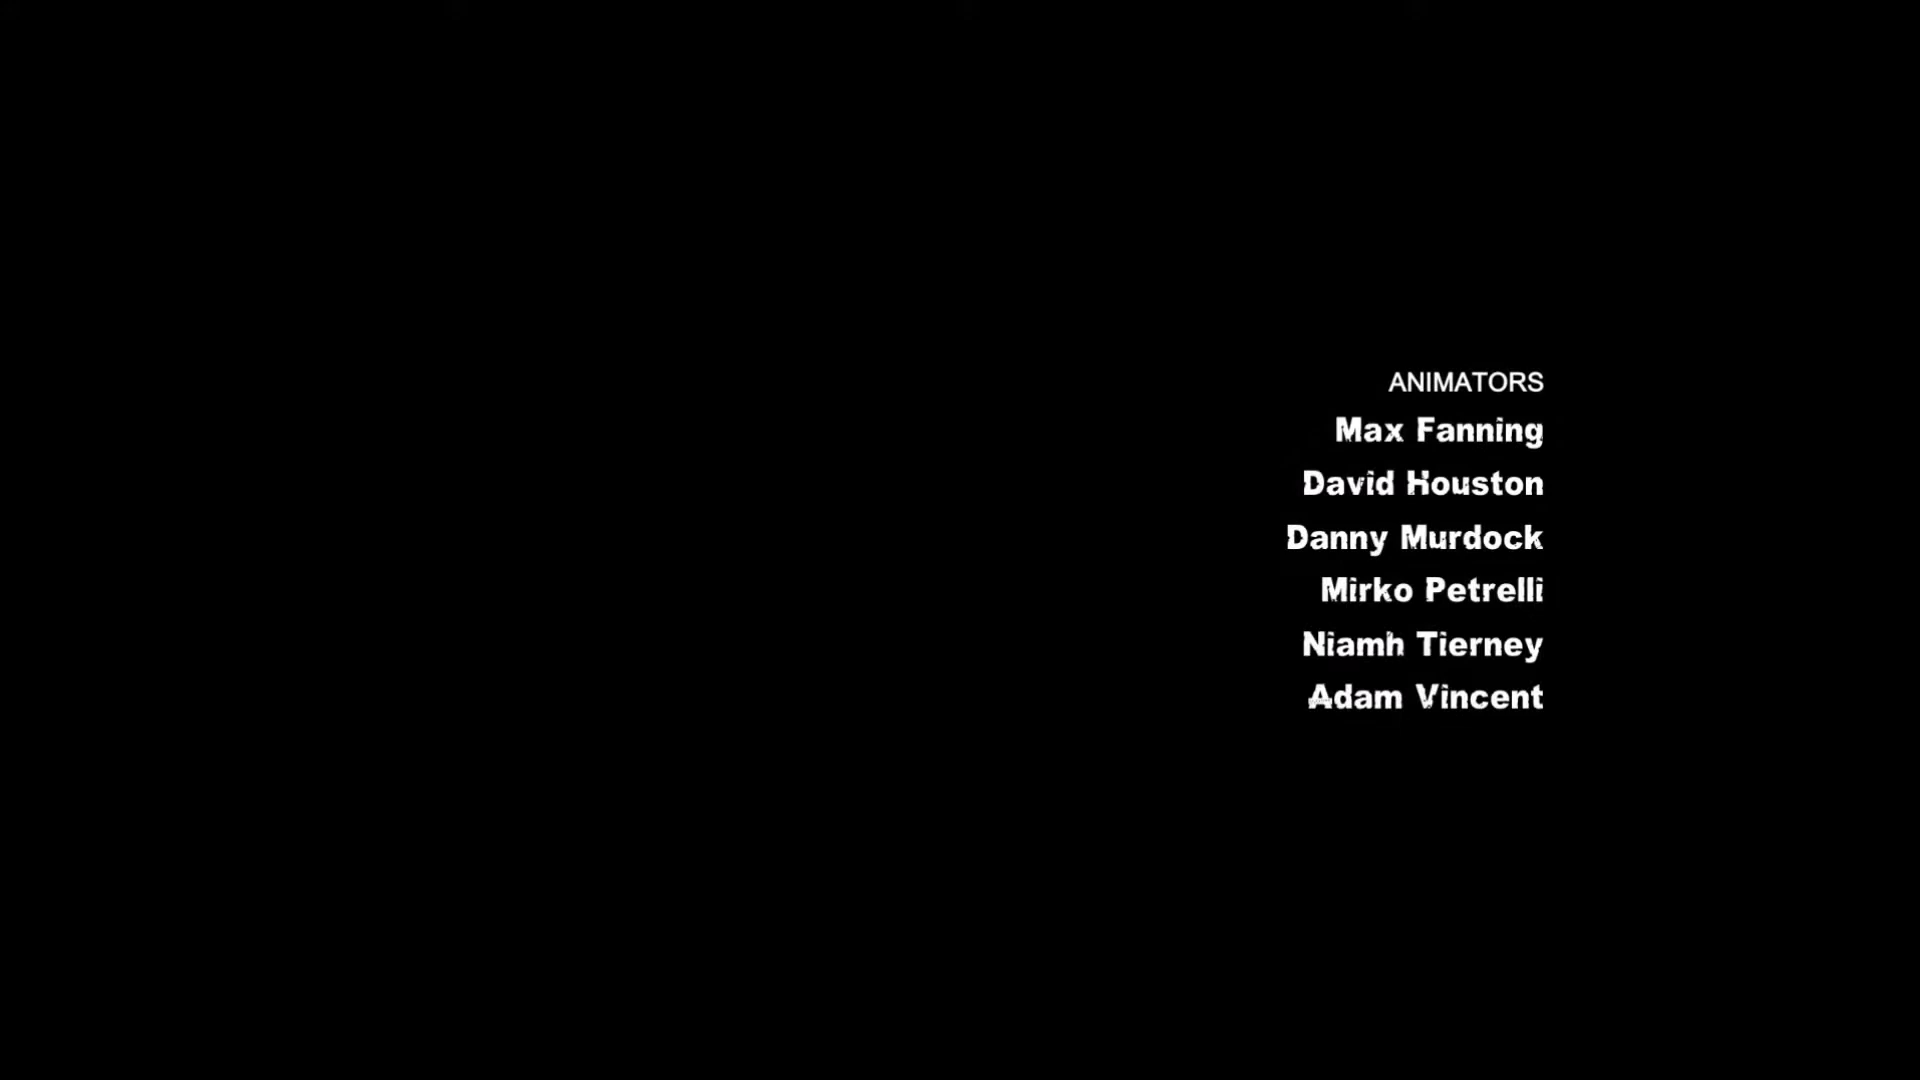 ANIMATORS
Max Fanning
David Houston
Danny Murdock
Mirko Petrelli
Niamh Tierney
Adam Vincent